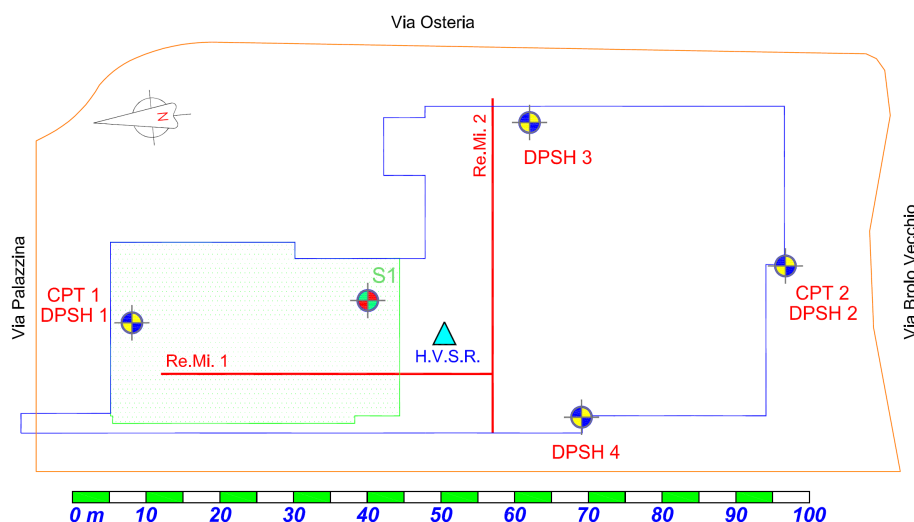 Via Osteria
N
Re.Mi. 2
DPSH 3
Via Palazzina
Via Brolo Vecchio
S1
CPT 1
DPSH 1
CPT 2
DPSH 2
H.V.S.R.
Re.Mi. 1
DPSH 4
0 m 10 20 30 40 50 60 70 80 90 100